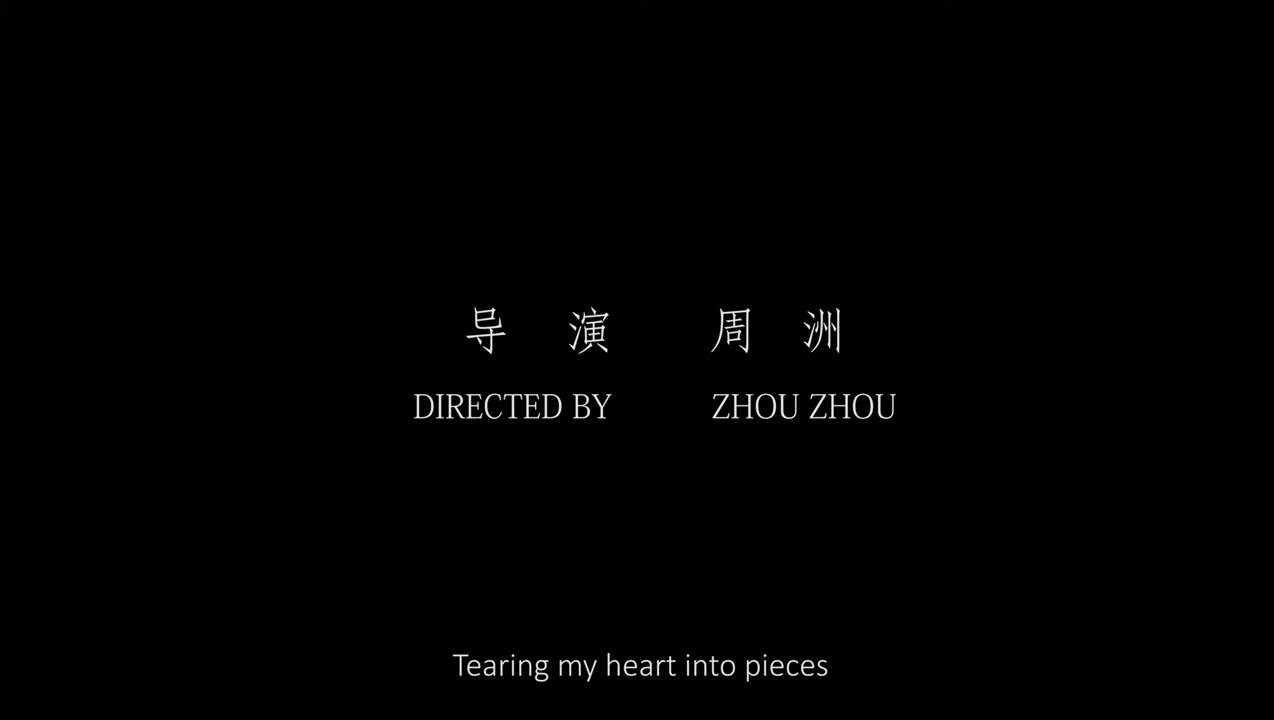 导 演 周 洲
DIRECTED BY ZHOU ZHOU
Tearing my heart into pieces